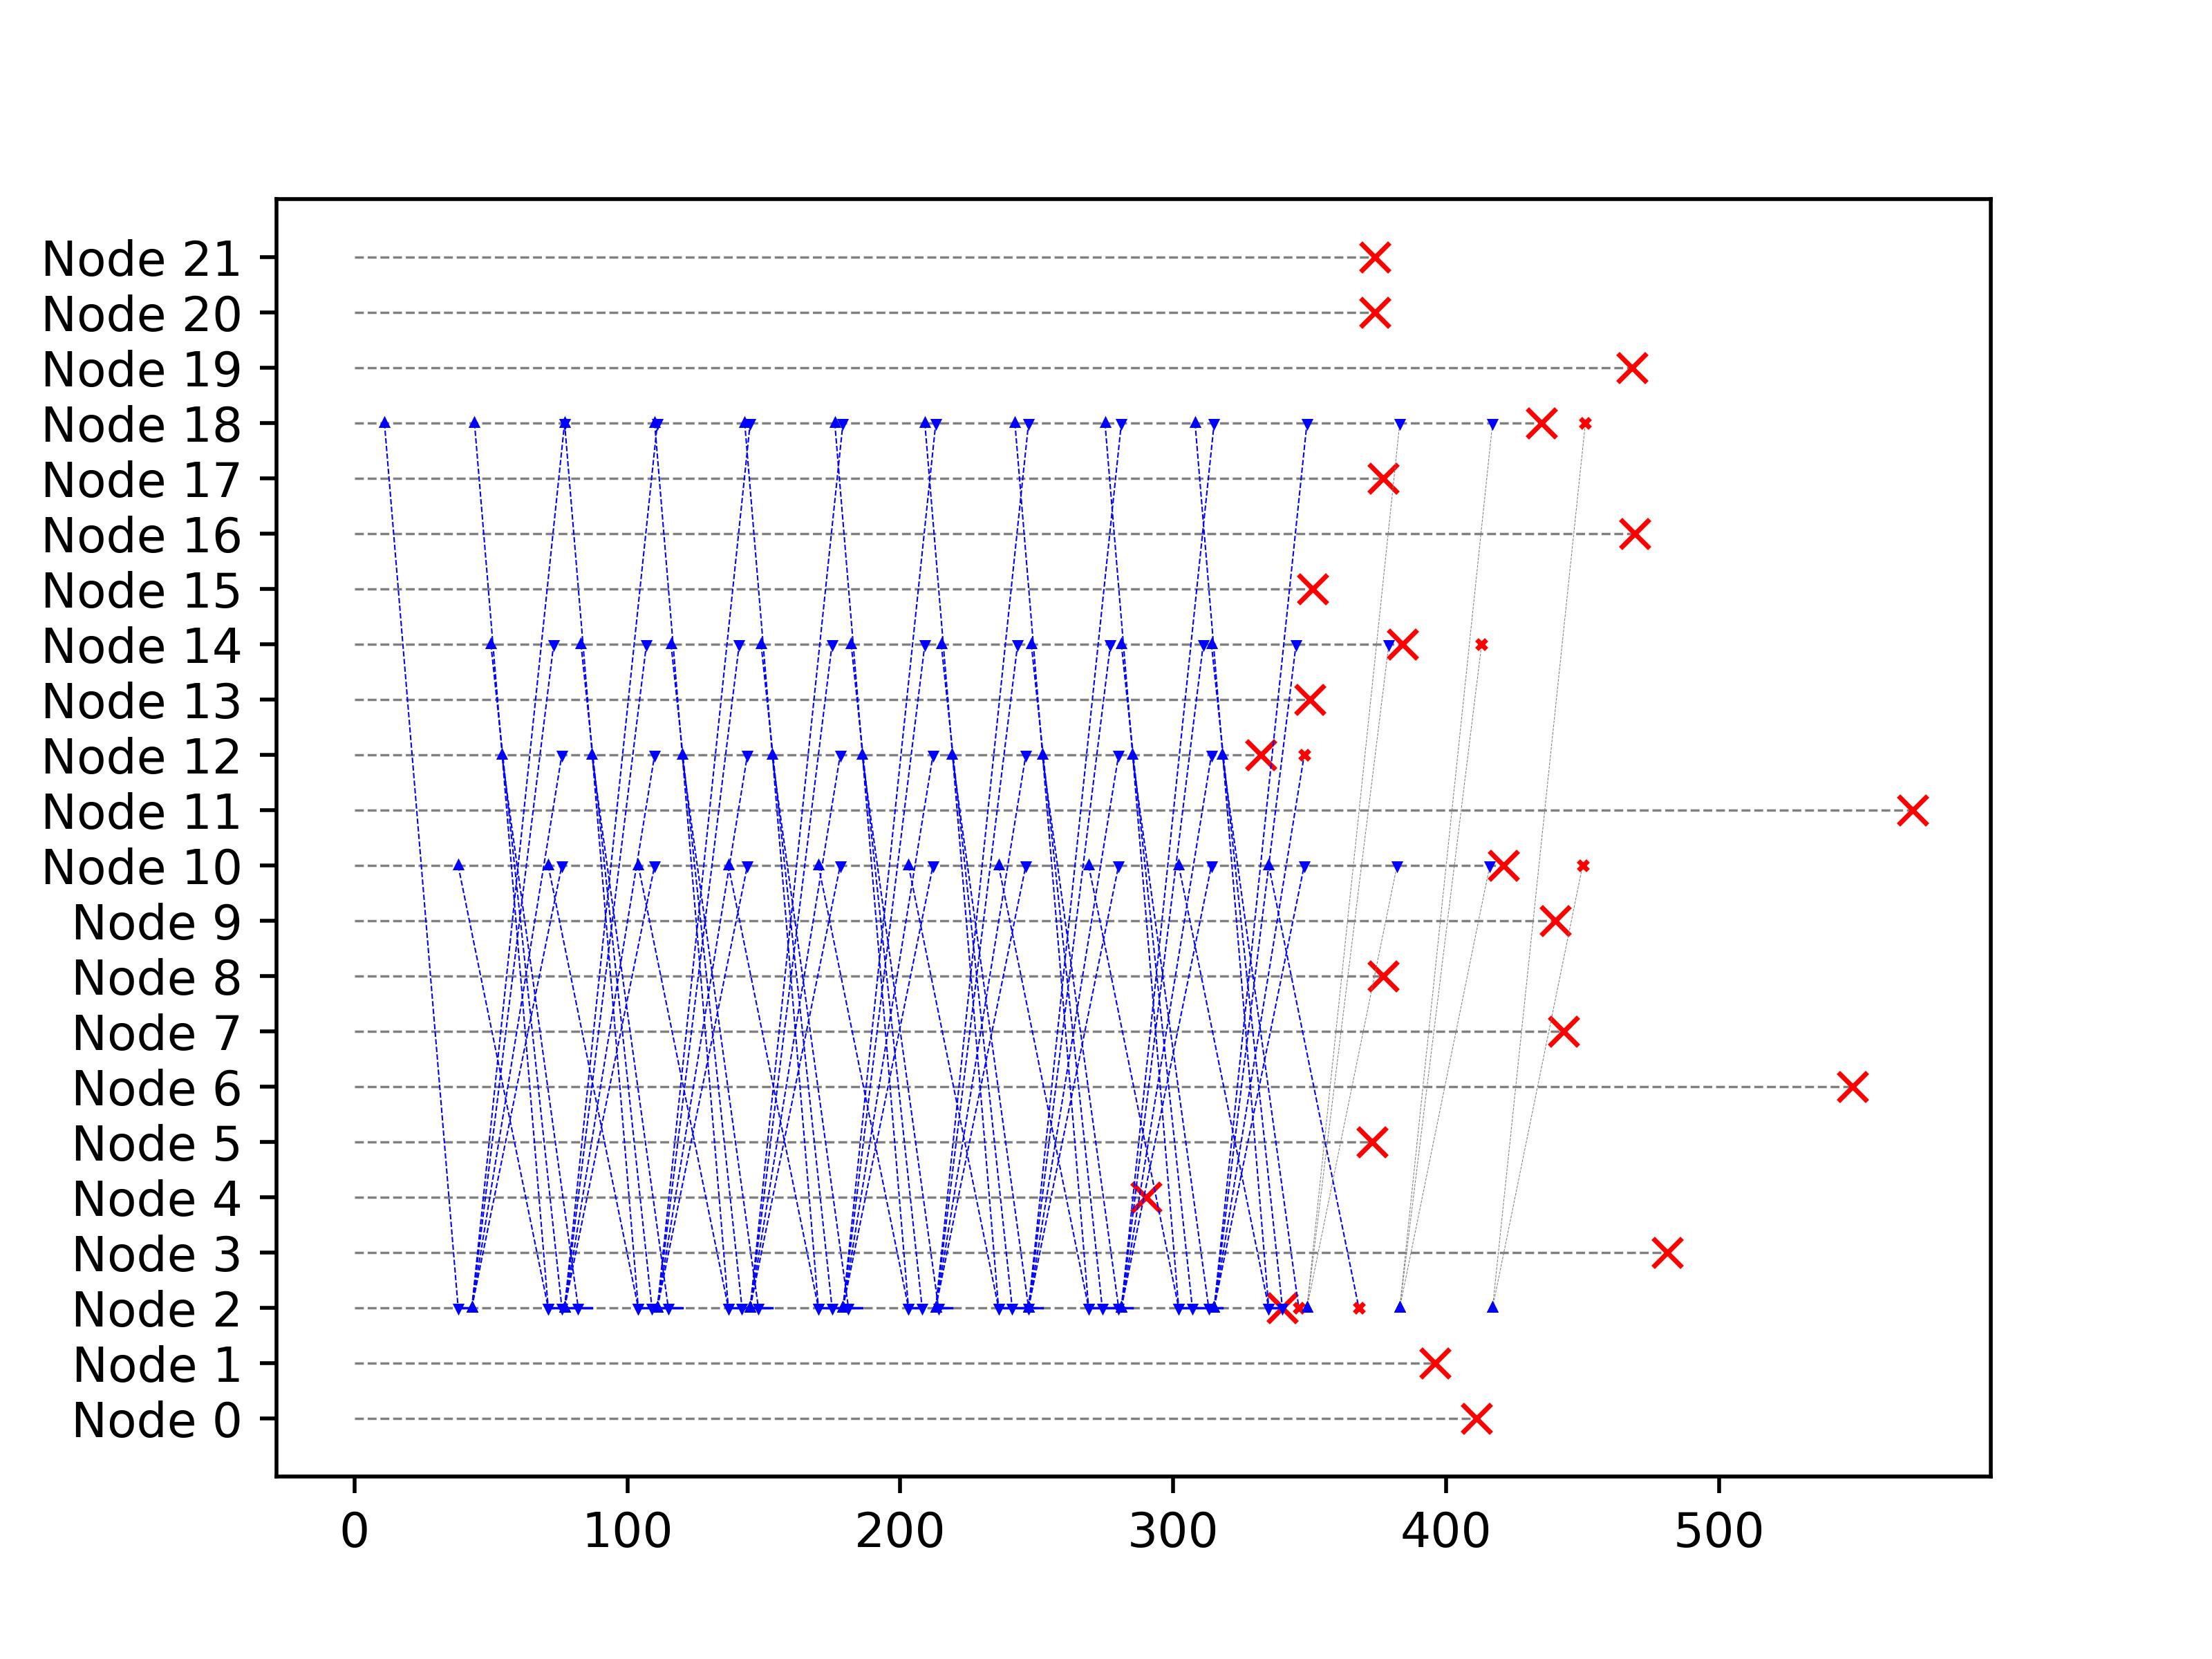 Node 21
Node 20
Node 19
Node 18
Node 17
Node 16
Node 15
Node 14
Node 13
Node 12
Node 11
Node 10
Node 9
Node 8
Node 7
Node 6
Node 5
Node 4
Node 3
Node 2
Node 1
Node 0
0 100 200 300 400 500